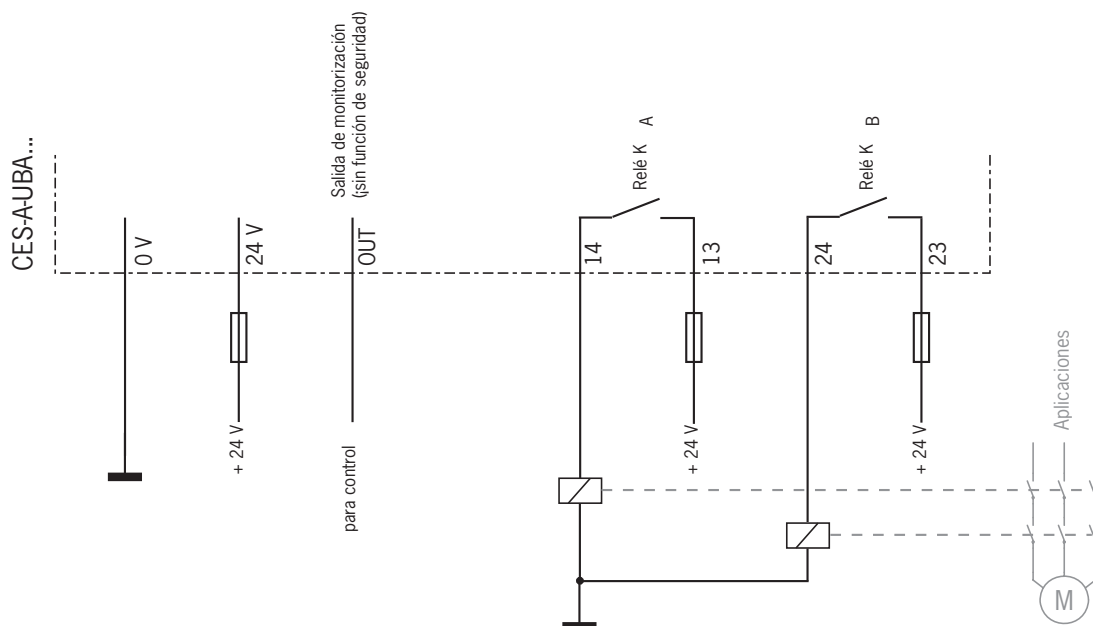 CES-A-UBA...
0 V
24 V
OUT
Salida de monitorización
(¡sin función de seguridad)
14
13
24
23
Relé K A
Relé K B
+ 24 V
para control
+ 24 V
+ 24 V
Aplicaciones
M